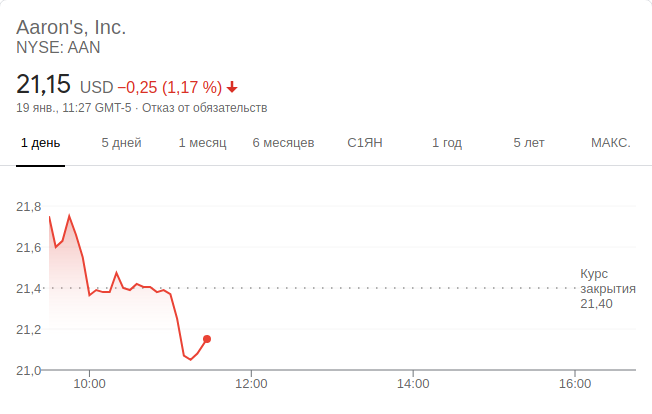 Aaron's, Inc.
NYSE: AAN
21,15 USD −0,25 (1,17 %)
19 янв., 11:27 GMT-5 · Отказ от обязательств
1 день 5 дней 1 месяц 6 месяцев С1ЯН 1 год 5 лет МАКС.
21,8
21,6
21,4
21,2
21,0
Курс
закрытия
21,40
10:00 12:00 14:00 16:00